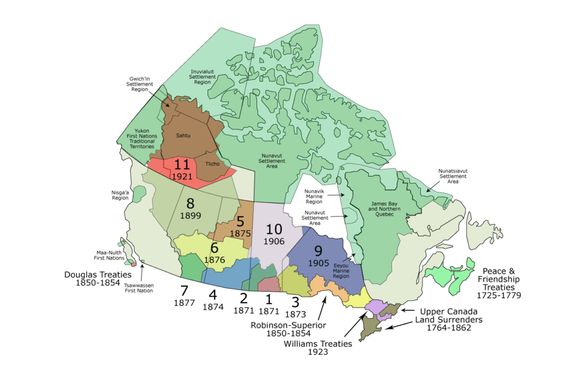 Gwich'in
Settlement
Region
Inuvialuit
Settlement
Region
Yukon
First Nations
Traditional
Territories
Sahtu
Tlicho
11
1921
Nunavut
Settlement
Area
Nunavik
Marine
Region
Nunavut
Settlement
Area
Nunatsiavut
Settlement
Area
James Bay
and Northern
Quebec
Nisga'a
Region
8
1899
5
1875
10
1906
6
1876
9
1905
Eeyou
Marine
Region
Maa-Nulth
First Nations
Douglas Treaties
1850-1854
Tsawwassen
First Nation
7
1877
4
1874
2
1871
1
1871
3
1873
Robinson-Superior
1850-1854
Williams Treaties
1923
Upper Canada
Land Surrenders
1764-1862
Peace &
Friendship
Treaties
1725-1779